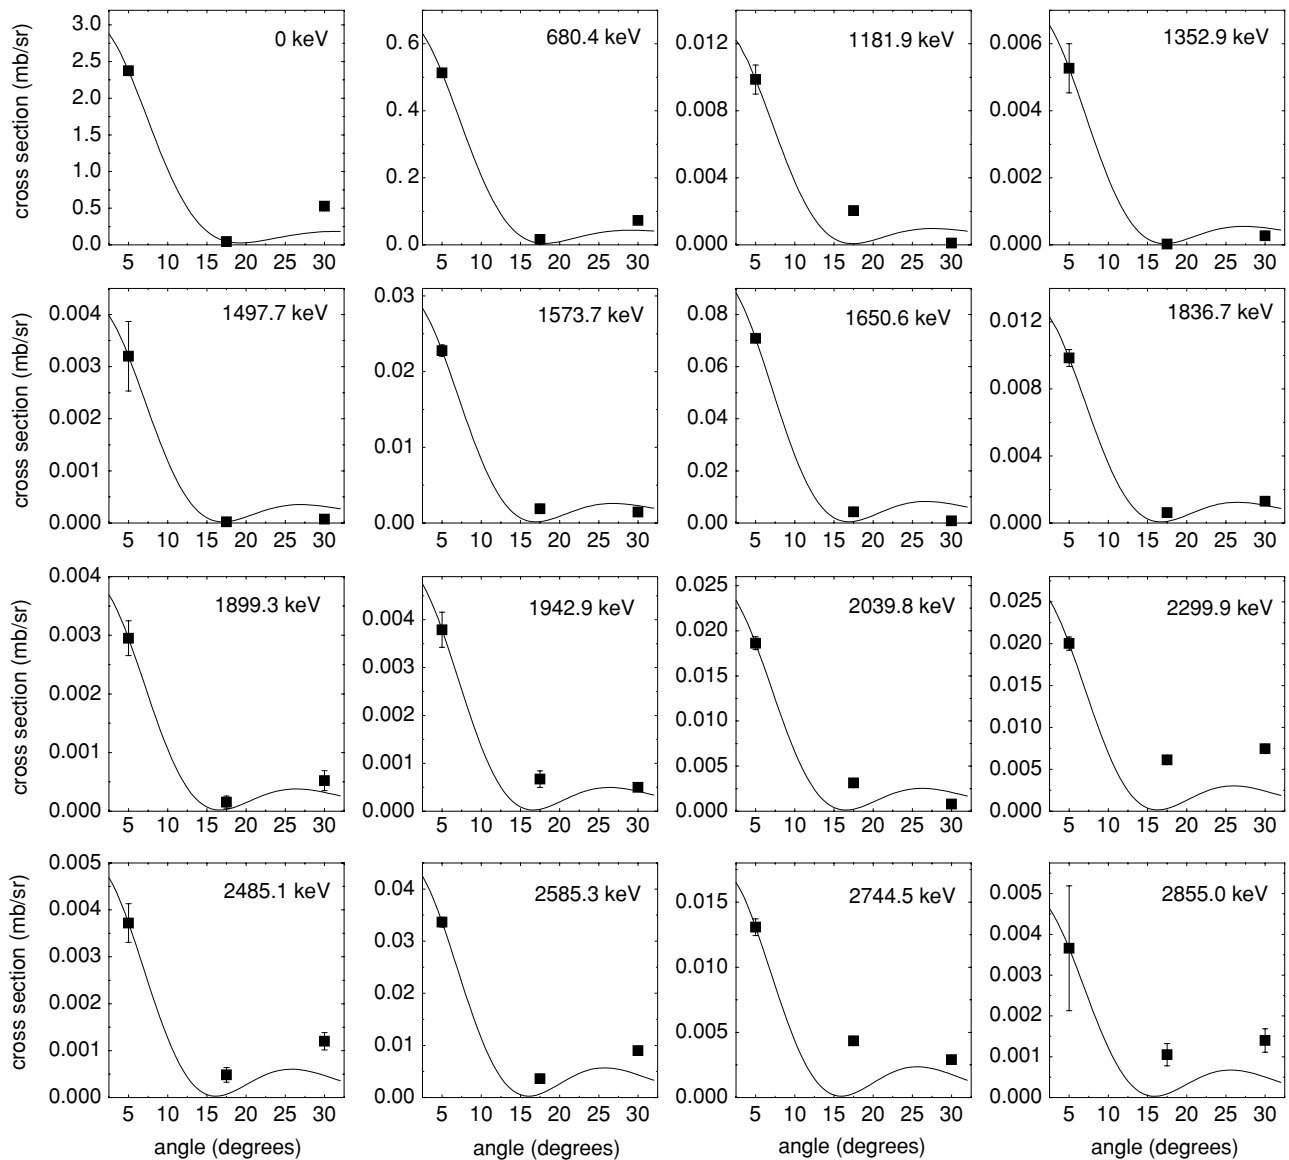 cross section (mb/sr)
3.0
2.5
2.0
1.5
1.0
0.5
0.0
0 keV
5 10 15 20 25 30
0.6
0.4
0.2
0.0
680.4 keV
5 10 15 20 25 30
0.012
0.008
0.004
0.000
1181.9 keV
5 10 15 20 25 30
0.006
0.004
0.002
0.000
1352.9 keV
5 10 15 20 25 30
cross section (mb/sr)
0.004
0.003
0.002
0.001
0.000
1497.7 keV
5 10 15 20 25 30
0.03
0.02
0.01
0.00
1573.7 keV
5 10 15 20 25 30
0.08
0.06
0.04
0.02
0.00
1650.6 keV
5 10 15 20 25 30
0.012
0.008
0.004
0.000
1836.7 keV
5 10 15 20 25 30
cross section (mb/sr)
0.004
0.003
0.002
0.001
0.000
1899.3 keV
5 10 15 20 25 30
0.004
0.003
0.002
0.001
0.000
1942.9 keV
5 10 15 20 25 30
0.025
0.020
0.015
0.010
0.005
0.000
2039.8 keV
5 10 15 20 25 30
0.025
0.020
0.015
0.010
0.005
0.000
2299.9 keV
5 10 15 20 25 30
cross section (mb/sr)
0.005
0.004
0.003
0.002
0.001
0.000
2485.1 keV
5 10 15 20 25 30
angle (degrees)
0.04
0.03
0.02
0.01
0.00
2585.3 keV
5 10 15 20 25 30
angle (degrees)
0.015
0.010
0.005
0.000
2744.5 keV
5 10 15 20 25 30
angle (degrees)
0.005
0.004
0.003
0.002
0.001
0.000
2855.0 keV
5 10 15 20 25 30
angle (degrees)